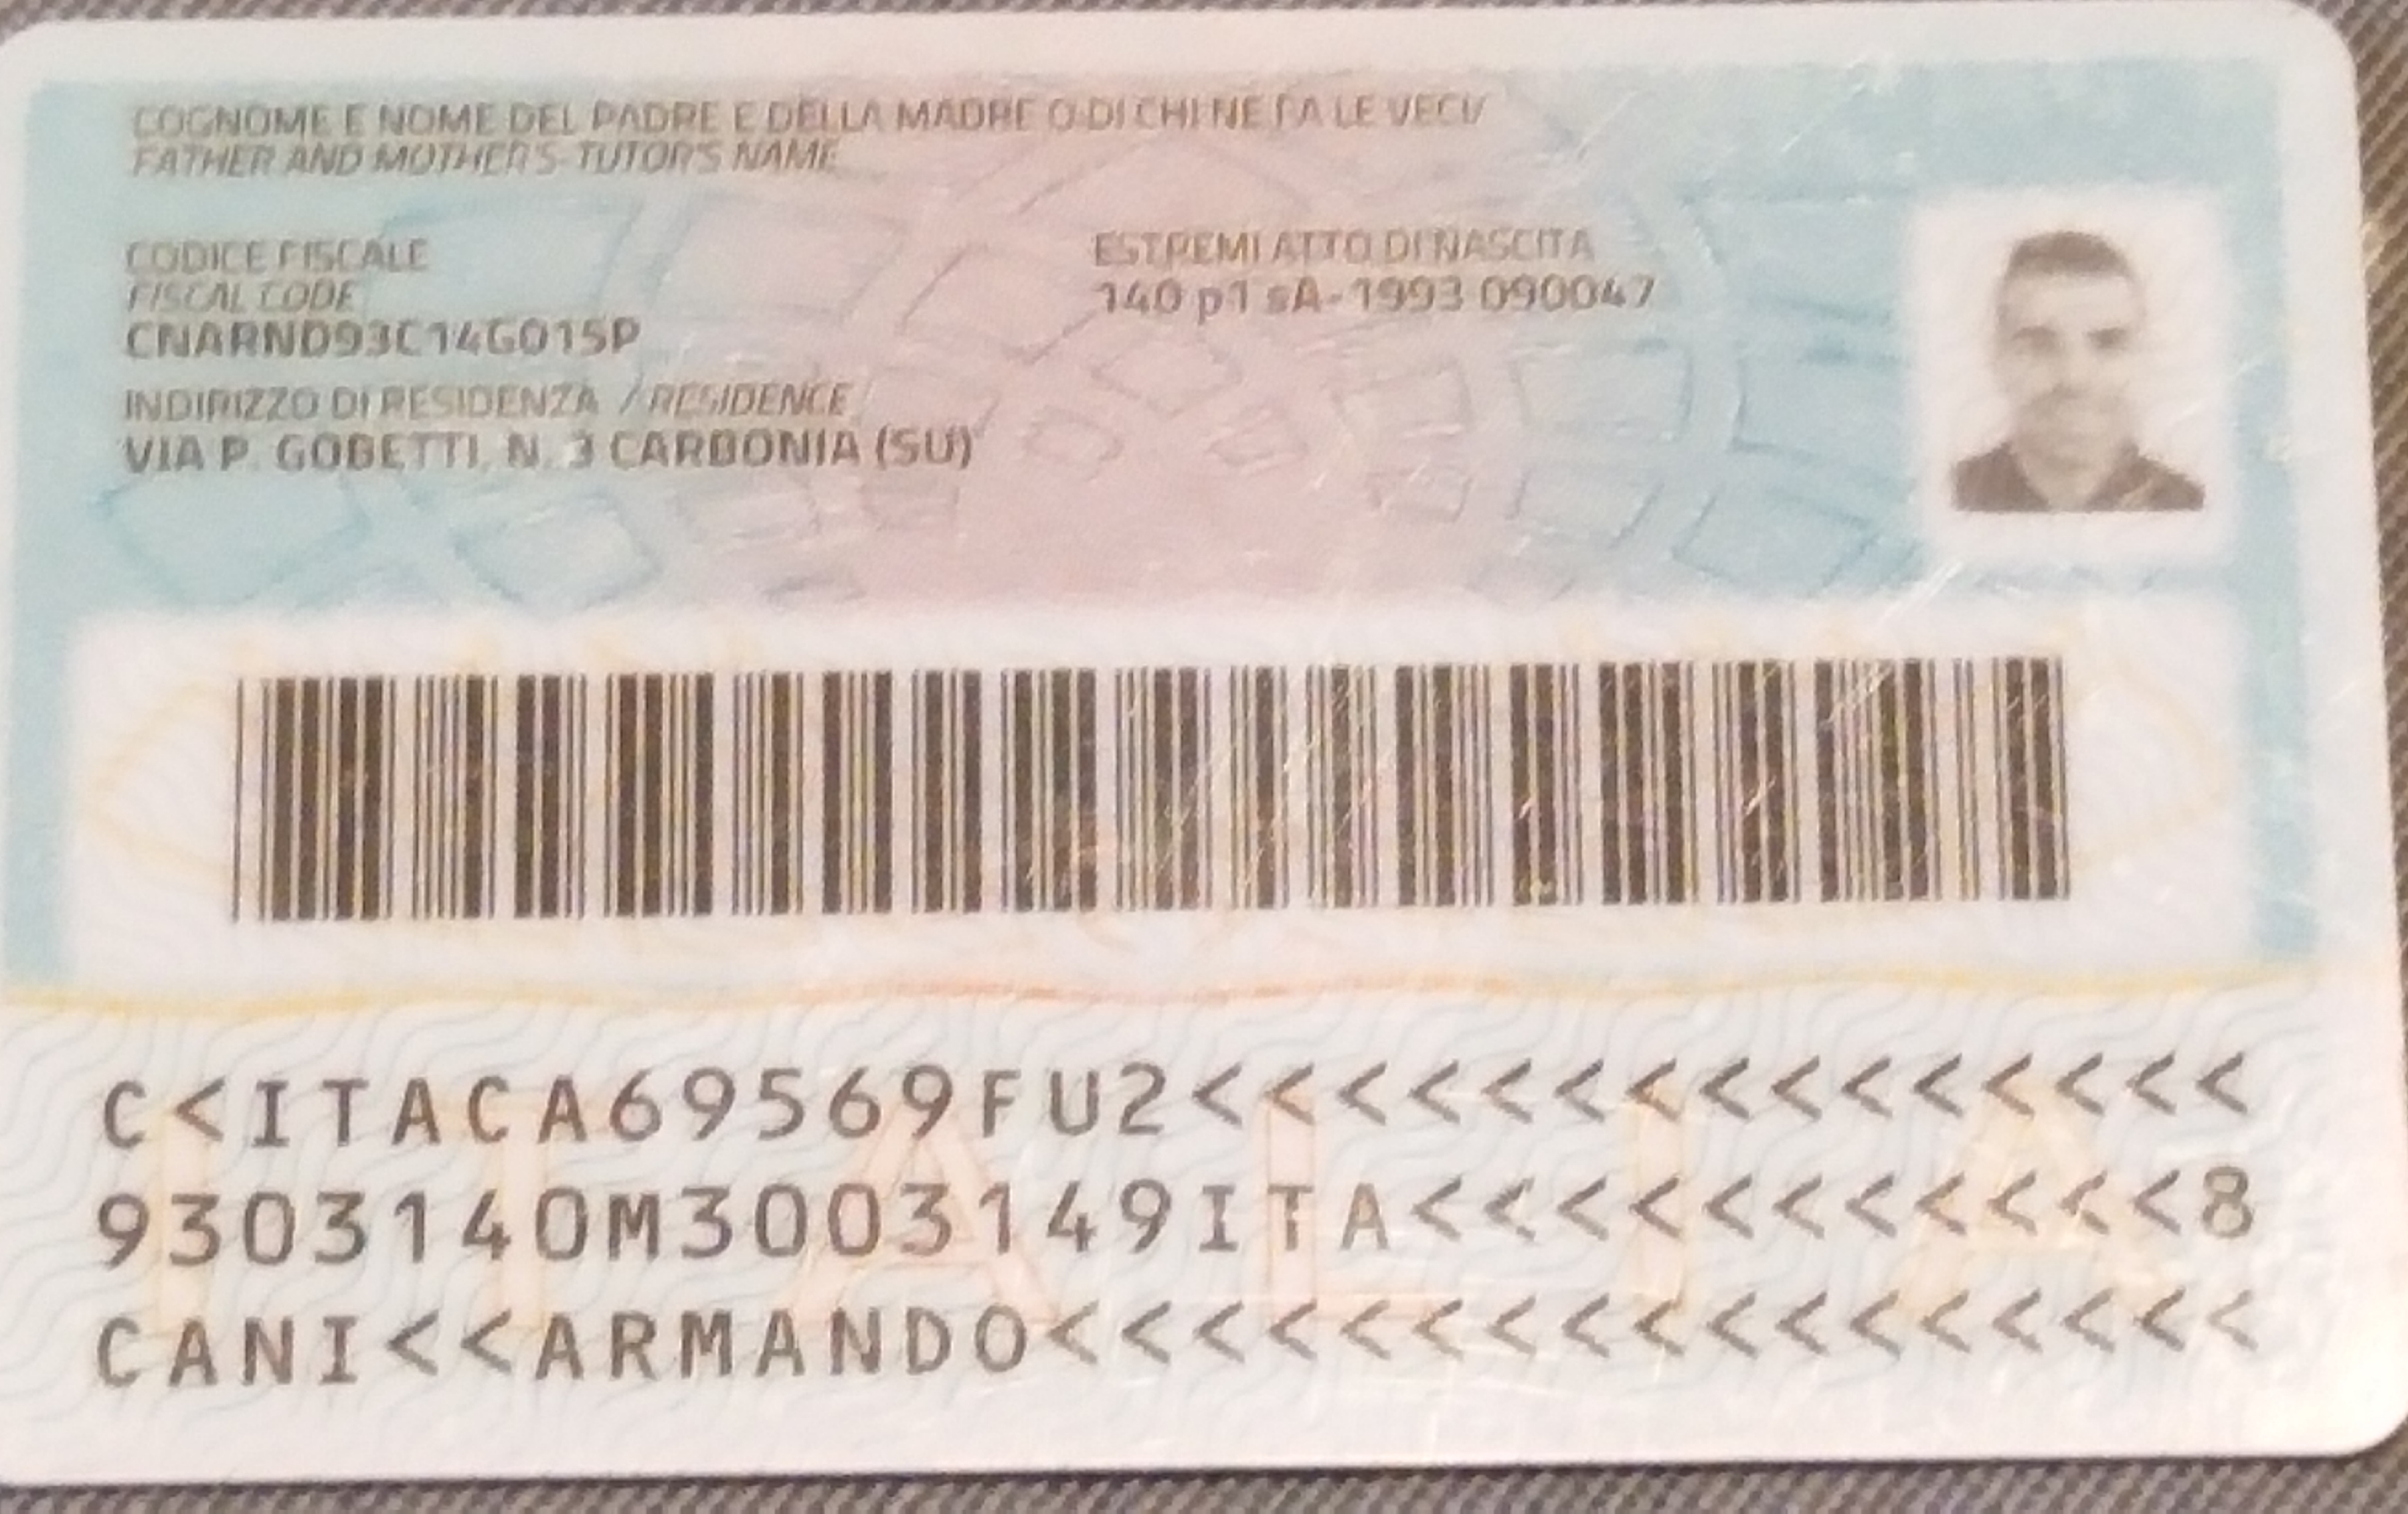 COGNOME E NOME DEL PADRE E DELLA MADRE O DI CHI NE FA LE VECI/
FATHER AND MOTHER'S-TUTOR'S NAME
CODICE FISCALE
FISCAL CODE
CNARND93C14G015P
ESTREMI ATTO DI NASCITA
140 p1 sA-1993 090047
INDIRIZZO DI RESIDENZA / RESIDENCE
VIA P. GOBETTI, N. 3 CARBONIA (SU)
C<ITACA69569FU2<<<<<<<<<<<<<<<
9303140M3003149ITA<<<<<<<<<<<8
CANI<<ARMANDO<<<<<<<<<<<<<<<<<
ITALIA